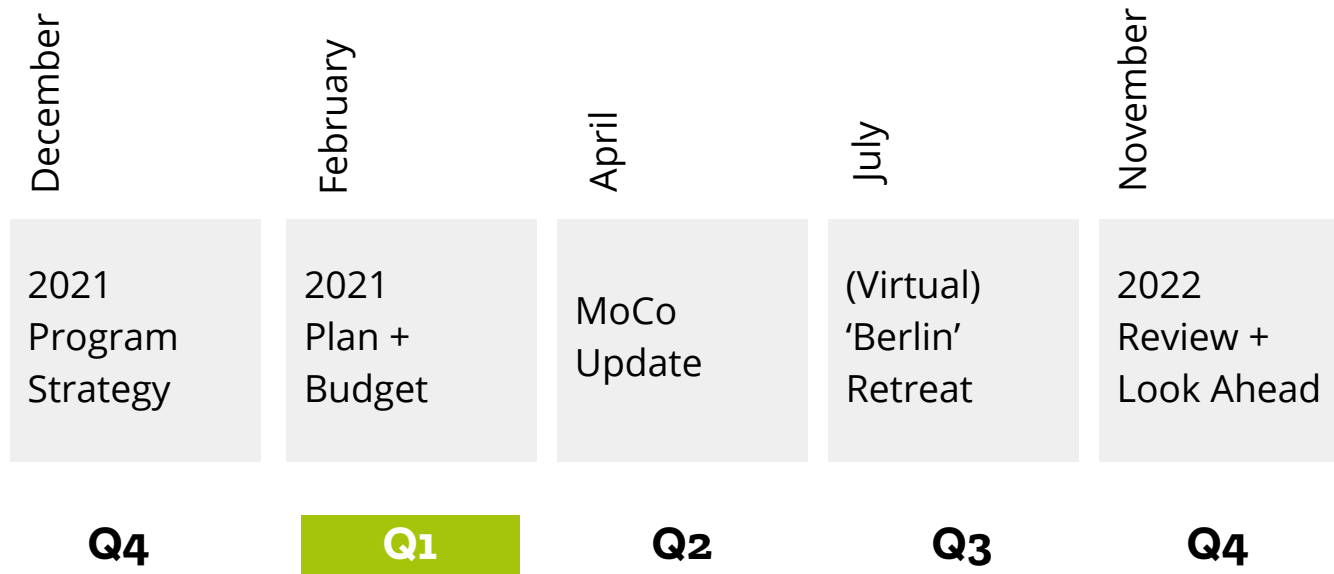 December
February
April
July
November
2021
Program
Strategy
2021
Plan +
Budget
MoCo
Update
(Virtual)
‘Berlin’
Retreat
2022
Review +
Look Ahead
Q4
Q1
Q2
Q3
Q4